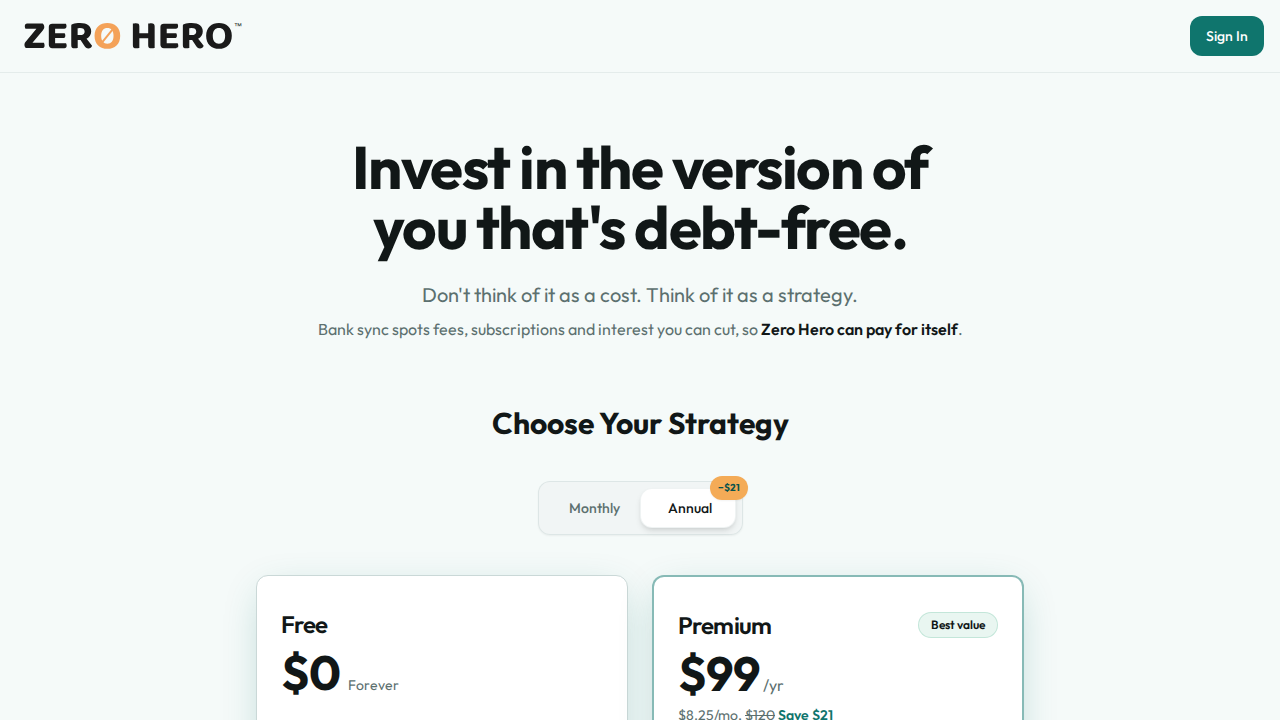 ZERO HERO™
Sign In
Invest in the version of
you that's debt-free.
Don't think of it as a cost. Think of it as a strategy.
Bank sync spots fees, subscriptions and interest you can cut, so Zero Hero can pay for itself.
Choose Your Strategy
−$21
Monthly
Annual
Free
$0 Forever
Premium
Best value
$99 /yr
$8.25/mo. $120 Save $21